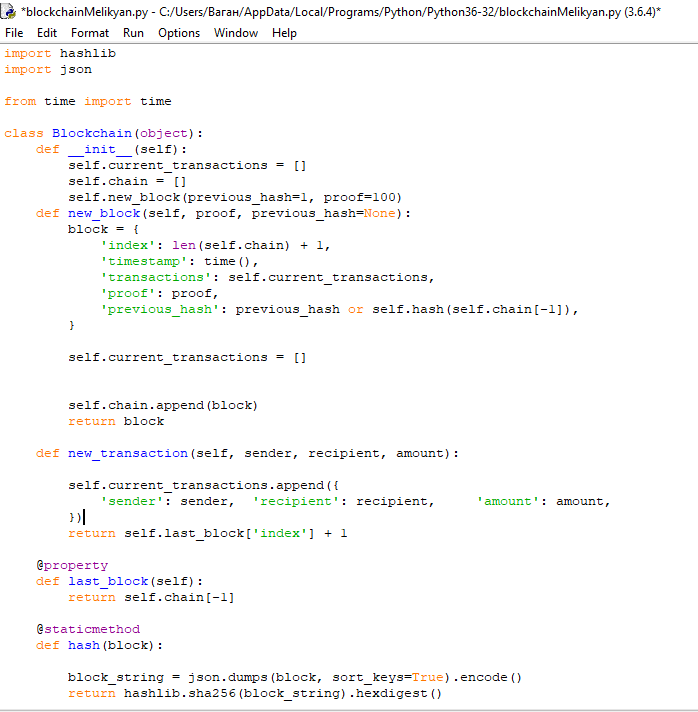 *blockchainMelikyan.py - C:/Users/Ваган/AppData/Local/Programs/Python/Python36-32/blockchainMelikyan.py (3.6.4)*
File Edit Format Run Options Window Help
import hashlib
import json

from time import time

class Blockchain(object):
    def __init__(self):
        self.current_transactions = []
        self.chain = []
        self.new_block(previous_hash=1, proof=100)
    def new_block(self, proof, previous_hash=None):
        block = {
            'index': len(self.chain) + 1,
            'timestamp': time(),
            'transactions': self.current_transactions,
            'proof': proof,
            'previous_hash': previous_hash or self.hash(self.chain[-1]),
        }

        self.current_transactions = []


        self.chain.append(block)
        return block

    def new_transaction(self, sender, recipient, amount):

        self.current_transactions.append({
            'sender': sender,  'recipient': recipient,     'amount': amount,
        })
        return self.last_block['index'] + 1

    @property
    def last_block(self):
        return self.chain[-1]

    @staticmethod
    def hash(block):

        block_string = json.dumps(block, sort_keys=True).encode()
        return hashlib.sha256(block_string).hexdigest()